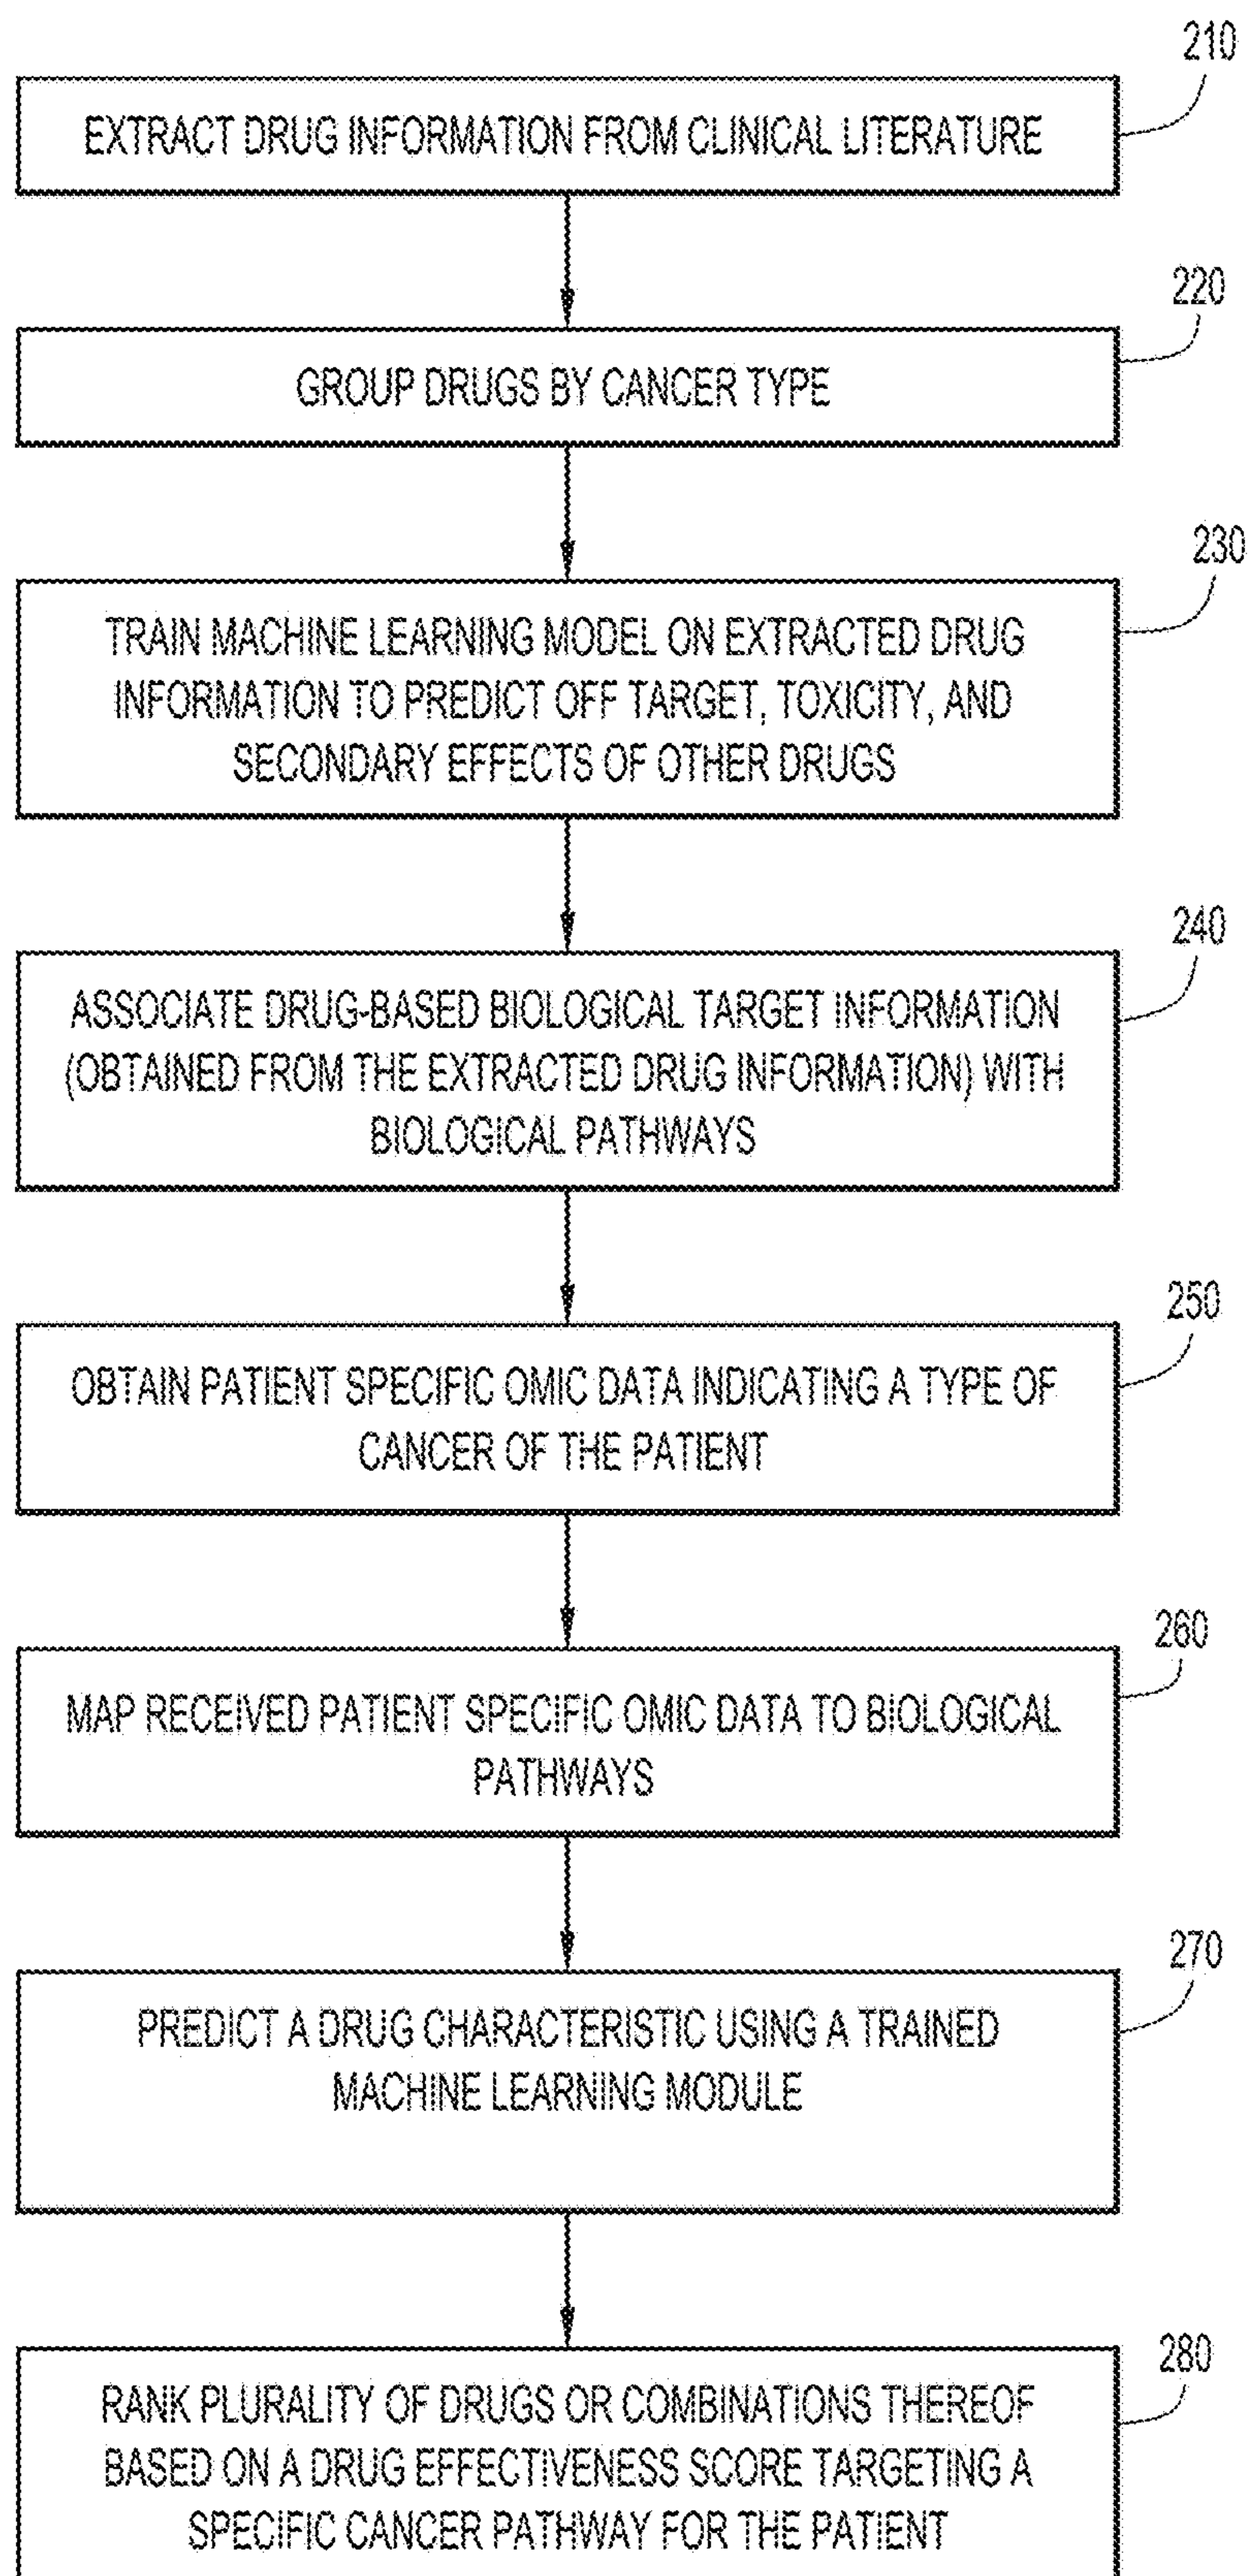 210
EXTRACT DRUG INFORMATION FROM CLINICAL LITERATURE
220
GROUP DRUGS BY CANCER TYPE
230
TRAIN MACHINE LEARNING MODEL ON EXTRACTED DRUG
INFORMATION TO PREDICT OFF TARGET, TOXICITY, AND
SECONDARY EFFECTS OF OTHER DRUGS
240
ASSOCIATE DRUG-BASED BIOLOGICAL TARGET INFORMATION
(OBTAINED FROM THE EXTRACTED DRUG INFORMATION) WITH
BIOLOGICAL PATHWAYS
250
OBTAIN PATIENT SPECIFIC OMIC DATA INDICATING A TYPE OF
CANCER OF THE PATIENT
260
MAP RECEIVED PATIENT SPECIFIC OMIC DATA TO BIOLOGICAL
PATHWAYS
270
PREDICT A DRUG CHARACTERISTIC USING A TRAINED
MACHINE LEARNING MODULE
280
RANK PLURALITY OF DRUGS OR COMBINATIONS THEREOF
BASED ON A DRUG EFFECTIVENESS SCORE TARGETING A
SPECIFIC CANCER PATHWAY FOR THE PATIENT